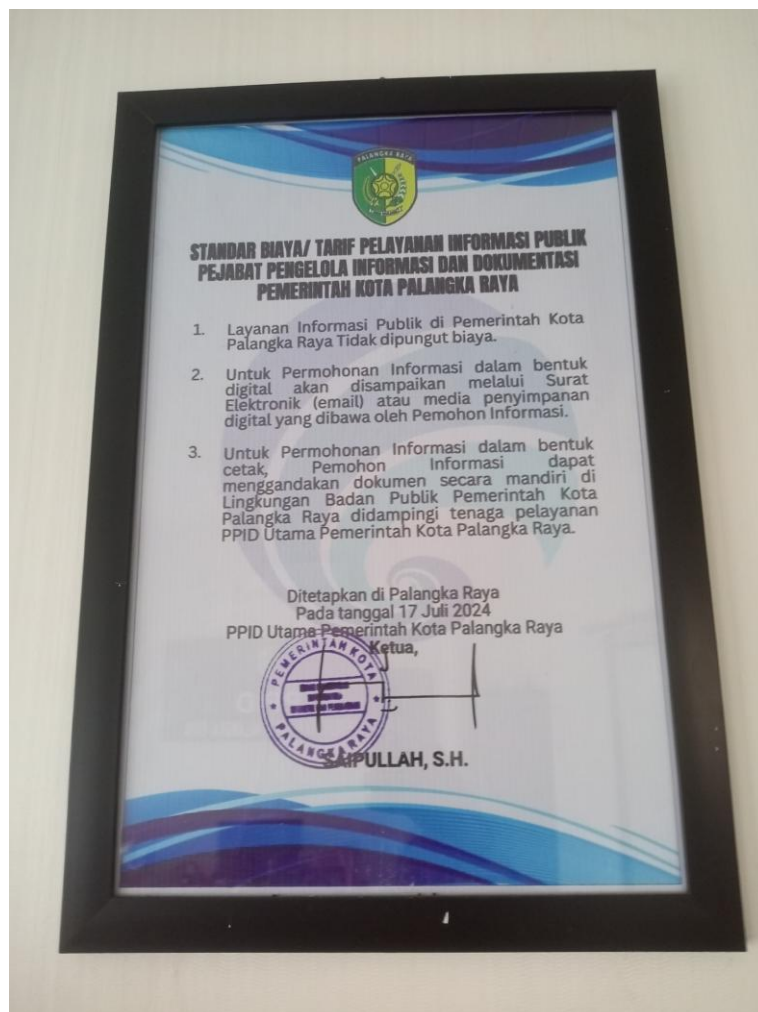 PALANGKA RAYA
STANDAR BIAYA/ TARIF PELAYANAN INFORMASI PUBLIK
PEJABAT PENGELOLA INFORMASI DAN DOKUMENTASI
PEMERINTAH KOTA PALANGKA RAYA
1. Layanan Informasi Publik di Pemerintah Kota
Palangka Raya Tidak dipungut biaya.
2. Untuk Permohonan Informasi dalam bentuk
digital akan disampaikan melalui Surat
Elektronik (email) atau media penyimpanan
digital yang dibawa oleh Pemohon Informasi.
3. Untuk Permohonan Informasi dalam bentuk
cetak, Pemohon Informasi dapat
menggandakan dokumen secara mandiri di
Lingkungan Badan Publik Pemerintah Kota
Palangka Raya didampingi tenaga pelayanan
PPID Utama Pemerintah Kota Palangka Raya.
Ditetapkan di Palangka Raya
Pada tanggal 17 Juli 2024
PPID Utama Pemerintah Kota Palangka Raya
Ketua,
PEMERINTAH KOTA
PALANGKARAYA
SAIPULLAH, S.H.